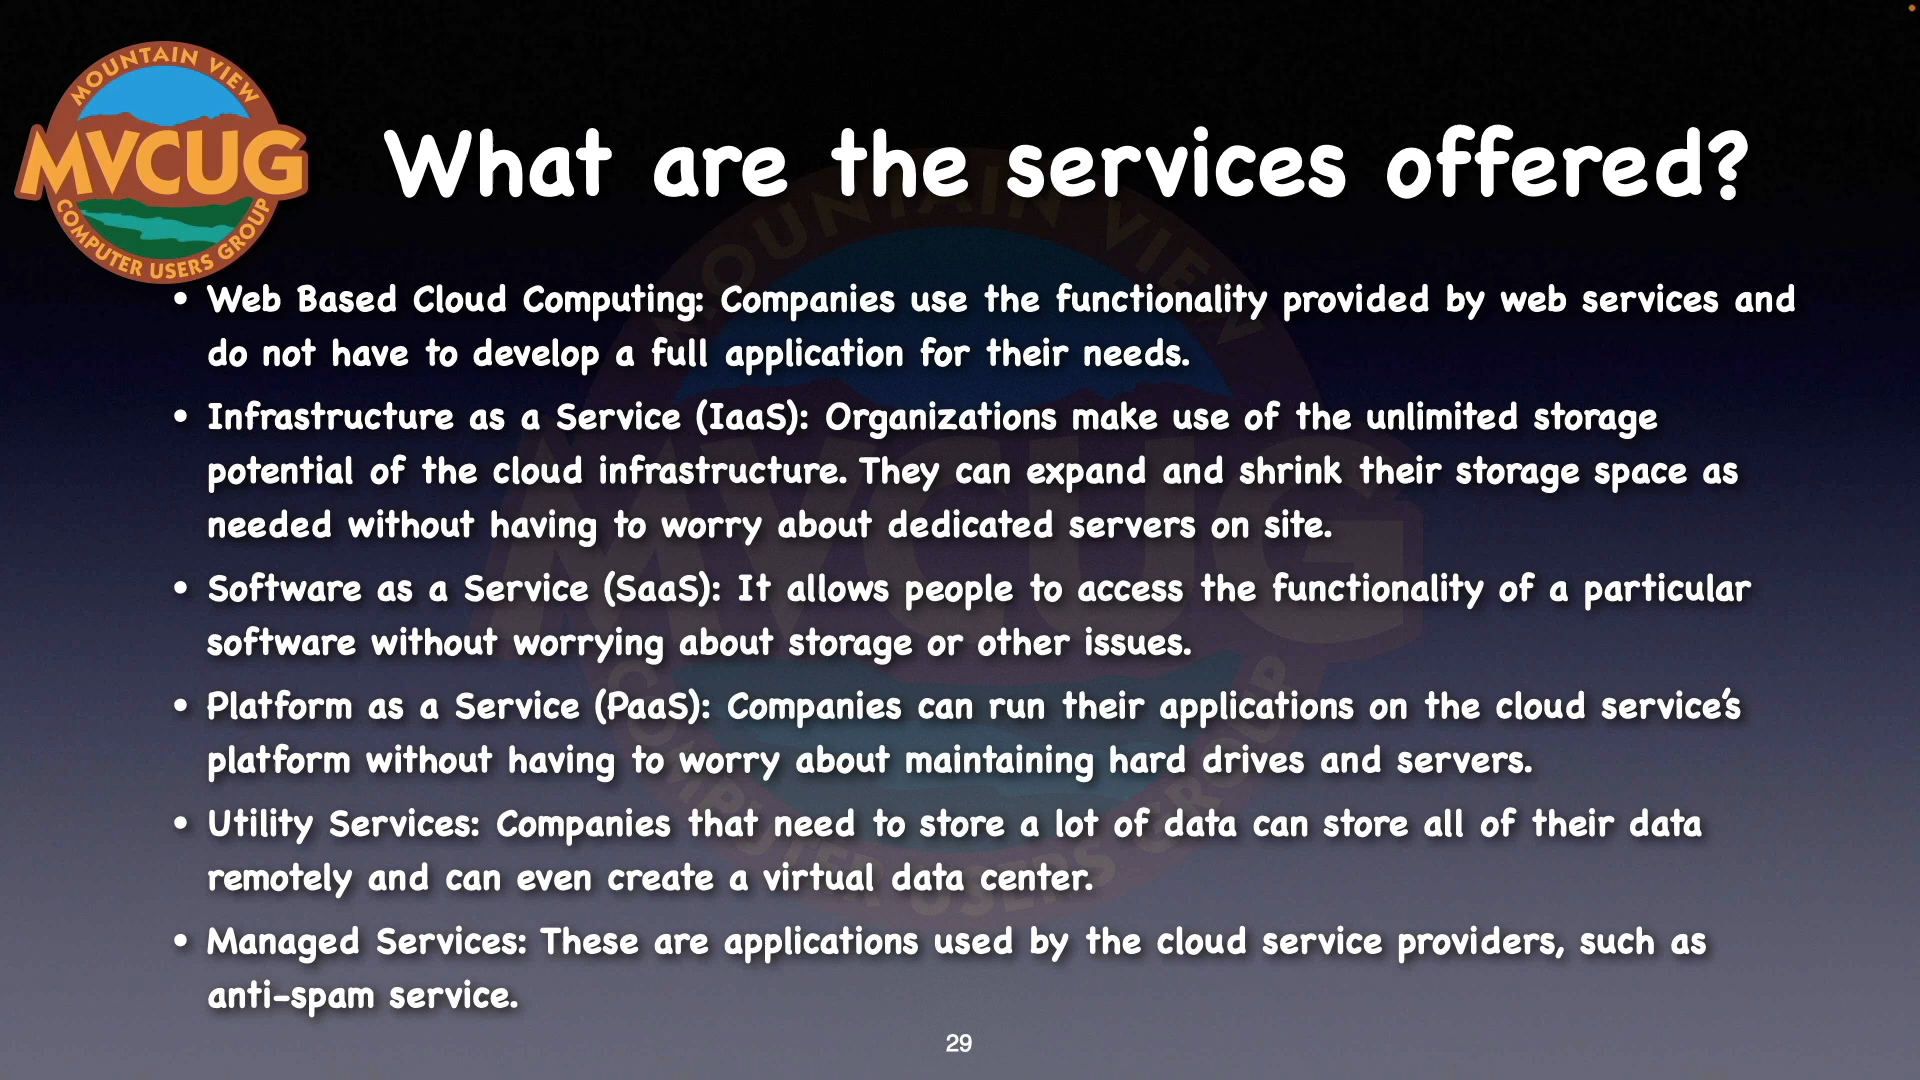 MOUNTAIN VIEW
MVCUG
COMPUTER USERS GROUP
What are the services offered?
• Web Based Cloud Computing: Companies use the functionality provided by web services and
do not have to develop a full application for their needs.
• Infrastructure as a Service (IaaS): Organizations make use of the unlimited storage
potential of the cloud infrastructure. They can expand and shrink their storage space as
needed without having to worry about dedicated servers on site.
• Software as a Service (SaaS): It allows people to access the functionality of a particular
software without worrying about storage or other issues.
• Platform as a Service (PaaS): Companies can run their applications on the cloud service's
platform without having to worry about maintaining hard drives and servers.
• Utility Services: Companies that need to store a lot of data can store all of their data
remotely and can even create a virtual data center.
• Managed Services: These are applications used by the cloud service providers, such as
anti-spam service.
MOUNTAIN VIEW
MVCUG
COMPUTER USERS GROUP
29